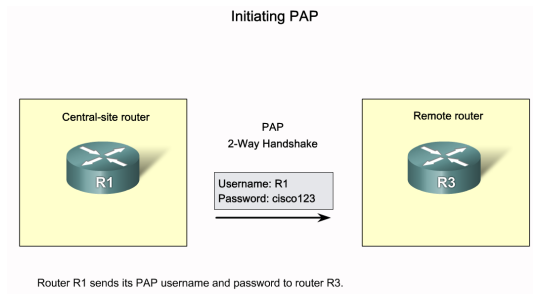 Initiating PAP
Central-site router
R1
PAP
2-Way Handshake
Username: R1
Password: cisco123
Remote router
R3
Router R1 sends its PAP username and password to router R3.